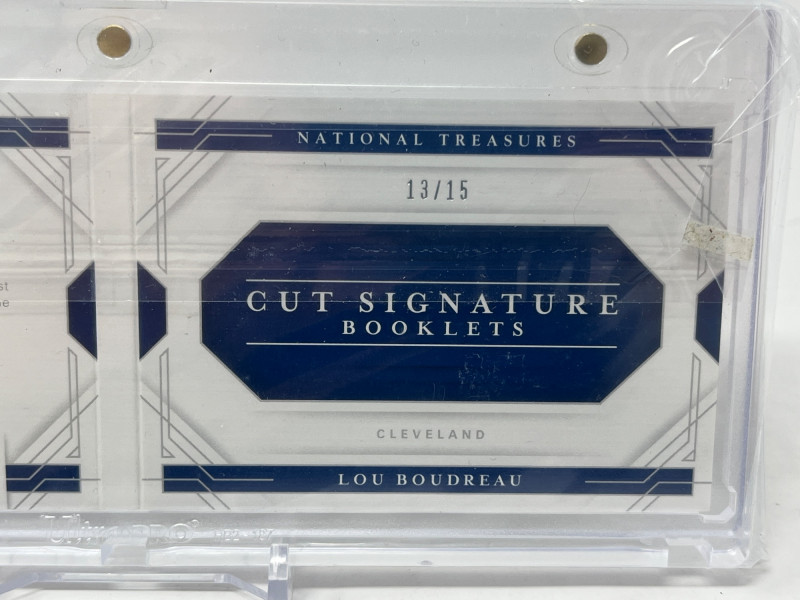 NATIONAL TREASURES
13/15
CUT SIGNATURE
BOOKLETS
CLEVELAND
LOU BOUDREAU